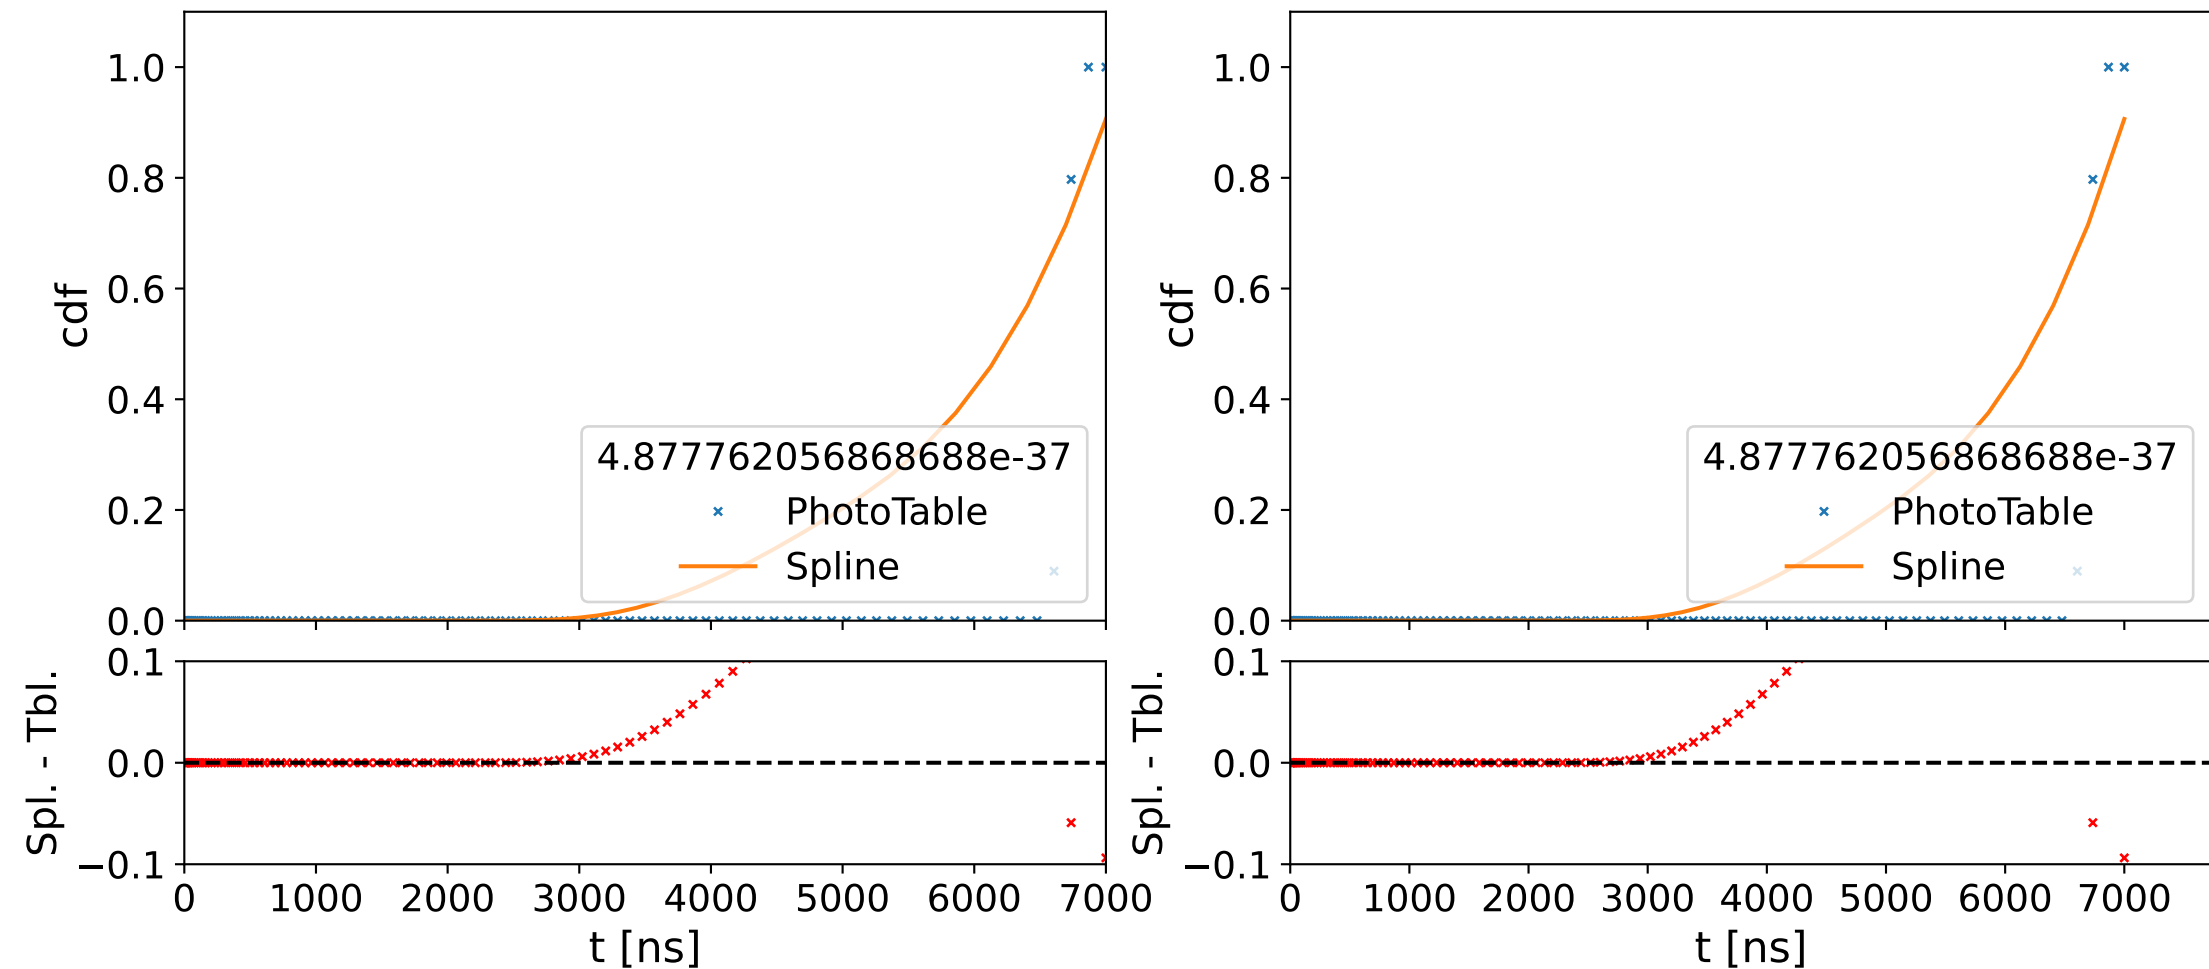 1.0
0.8
0.6
0.4
0.2
0.0
cdf
4.877762056868688e-37
PhotoTable
Spline
0.1
0.0
−0.1
Spl. - Tbl.
0
1000
2000
3000
4000
5000
6000
7000
t [ns]
1.0
0.8
0.6
0.4
0.2
0.0
cdf
4.877762056868688e-37
PhotoTable
Spline
0.1
0.0
−0.1
Spl. - Tbl.
0
1000
2000
3000
4000
5000
6000
7000
t [ns]